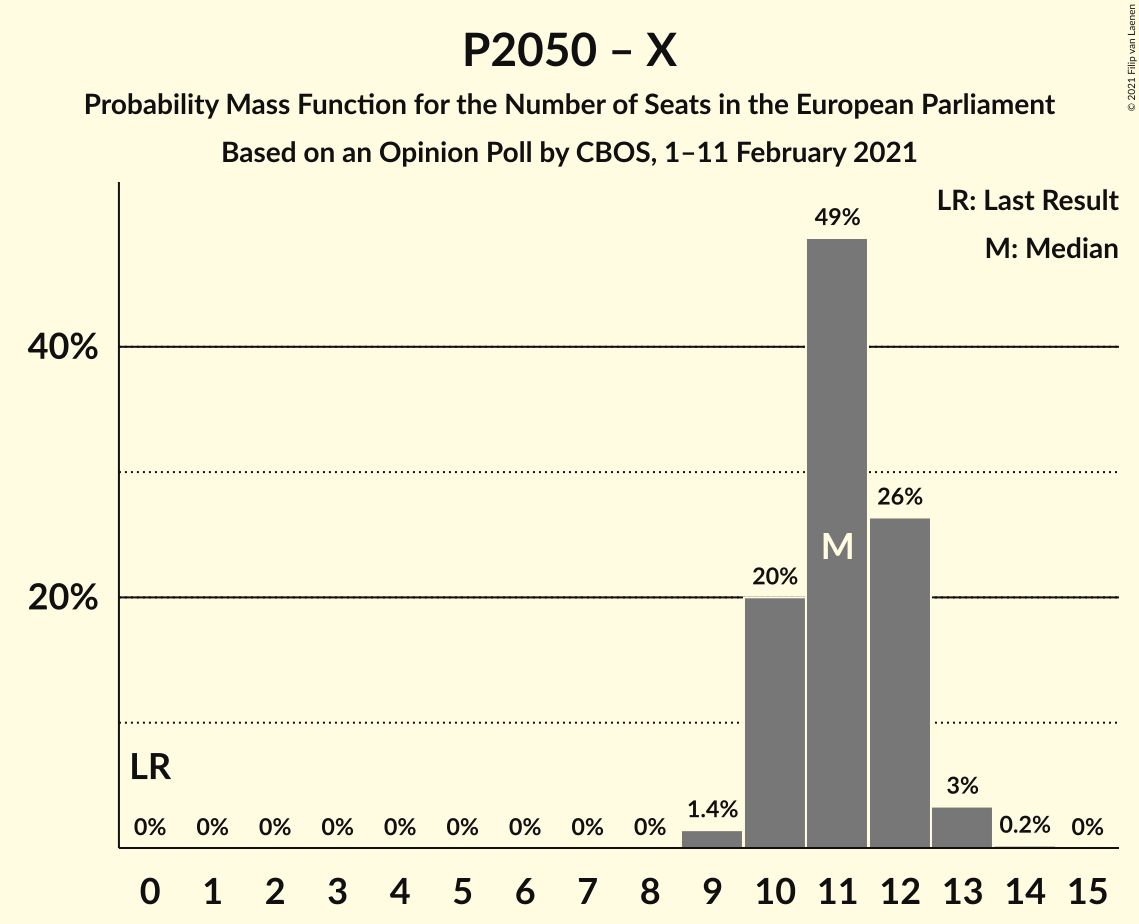 P2050 – X
Probability Mass Function for the Number of Seats in the European Parliament
Based on an Opinion Poll by CBOS, 1–11 February 2021
© 2021 Filip van Laenen
LR: Last Result
M: Median
49%
40%
26%
M
20%
20%
LR
0% 0% 0% 0% 0% 0% 0% 0% 0% 1.4% 3% 0.2% 0%
0 1 2 3 4 5 6 7 8 9 10 11 12 13 14 15